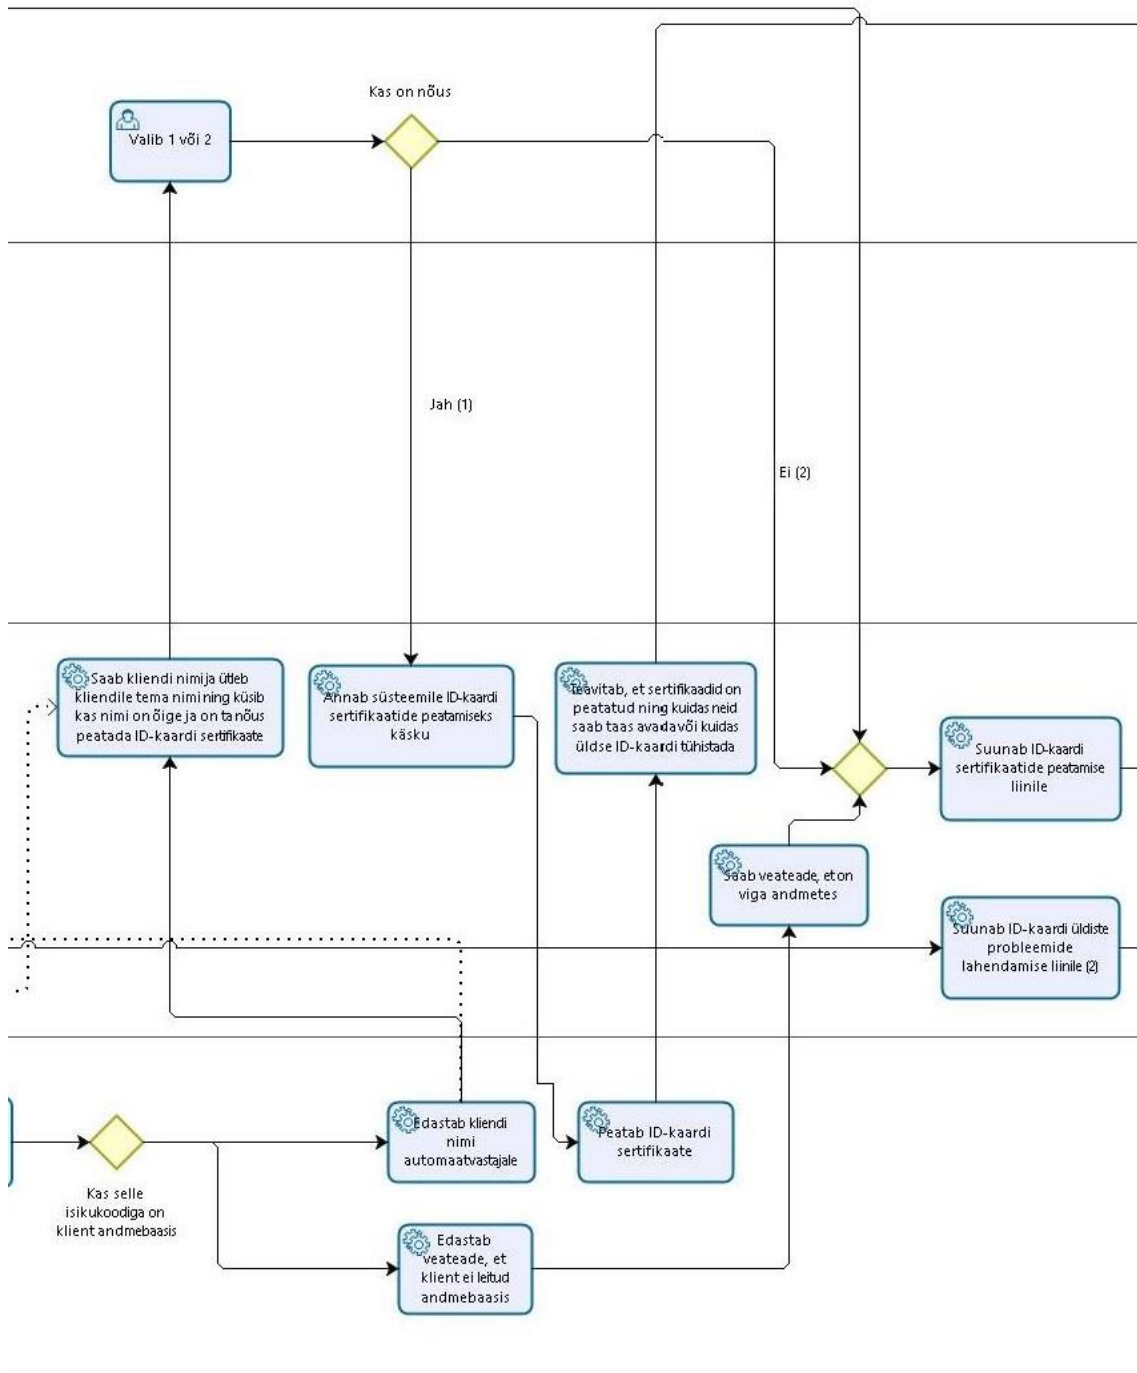 Kas on nõus
Valib 1 või 2
Jah (1)
Ei (2)
Saab kliendi nimi ja ütleb
kliendile tema nimi ning küsib
kas nimi on õige ja on ta nõus
peatada ID-kaardi sertifikaate
Annab süsteemile ID-kaardi
sertifikaatide peatamiseks
käsku
Teavitab, et sertifikaadid on
peatatud ning kuidas neid
saab taas avada või kuidas
üldse ID-kaardi tühistada
Suunab ID-kaardi
sertifikaatide peatamise
liinile
Saab veateade, et on
viga andmetes
Suunab ID-kaardi üldiste
probleemide
lahendamise liinile (2)
Kas selle
isikukoodiga on
klient andmebaasis
Edastab kliendi
nimi
automaatvastajale
Peatab ID-kaardi
sertifikaate
Edastab
veateade, et
klient ei leitud
andmebaasis